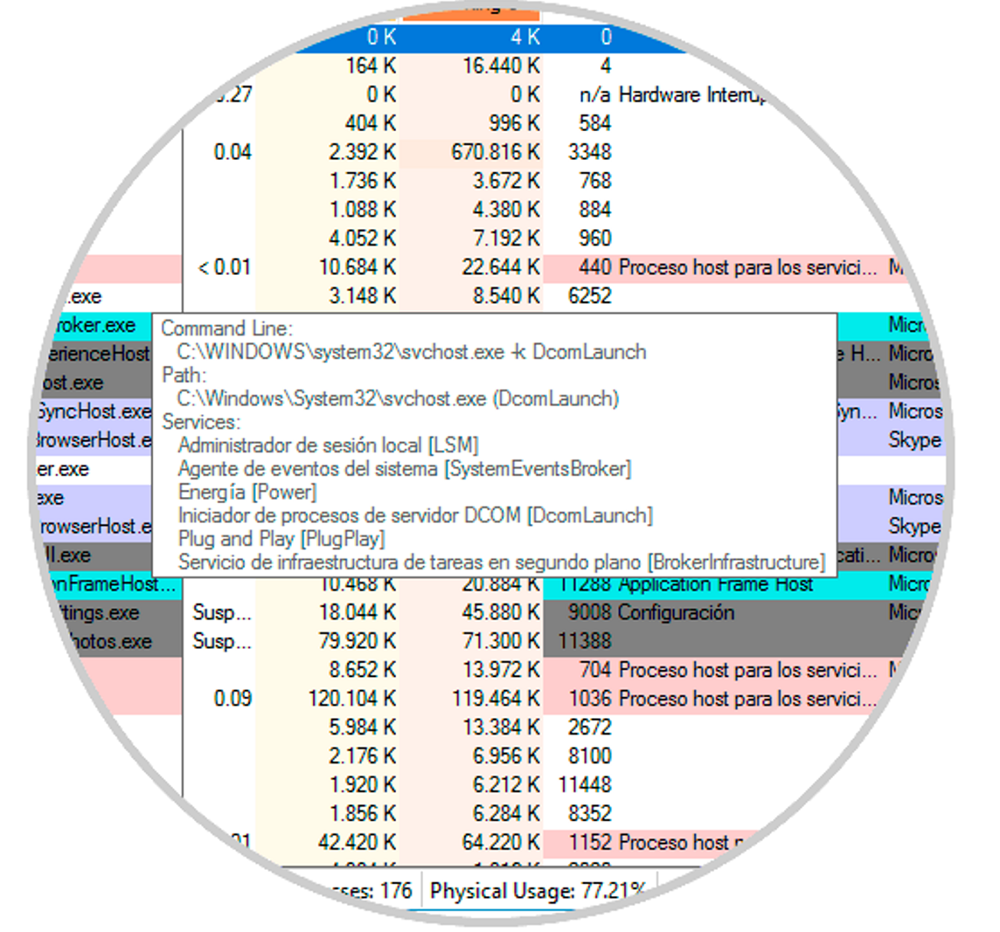 0 K 4 K 0
164 K 16.440 K 4
.27 0 K 0 K n/a Hardware Interrup
404 K 996 K 584
0.04 2.392 K 670.816 K 3348
1.736 K 3.672 K 768
1.088 K 4.380 K 884
4.052 K 7.192 K 960
< 0.01 10.684 K 22.644 K 440 Proceso host para los servici... M
.exe 3.148 K 8.540 K 6252
roker.exe Micr
Command Line:
erienceHost C:\WINDOWS\system32\svchost.exe -k DcomLaunch e H... Micro
Path:
ost.exe C:\Windows\System32\svchost.exe (DcomLaunch) Micros
SyncHost.exe Services: Syn... Micros
BrowserHost.e Administrador de sesión local [LSM] Skype
er.exe Agente de eventos del sistema [SystemEventsBroker]
exe Energía [Power] Micros
rowserHost.e Iniciador de procesos de servidor DCOM [DcomLaunch] Skype
Plug and Play [PlugPlay]
ll.exe Servicio de infraestructura de tareas en segundo plano [BrokerInfrastructure] cati... Micro
nFrameHost... 10.468 K 20.884 K 11288 Application Frame Host Micro
ttings.exe Susp... 18.044 K 45.880 K 9008 Configuración Mic
hotos.exe Susp... 79.920 K 71.300 K 11388
8.652 K 13.972 K 704 Proceso host para los servici...
0.09 120.104 K 119.464 K 1036 Proceso host para los servici...
5.984 K 13.384 K 2672
2.176 K 6.956 K 8100
1.920 K 6.212 K 11448
1.856 K 6.284 K 8352
01 42.420 K 64.220 K 1152 Proceso host
sses: 176 Physical Usage: 77.21%